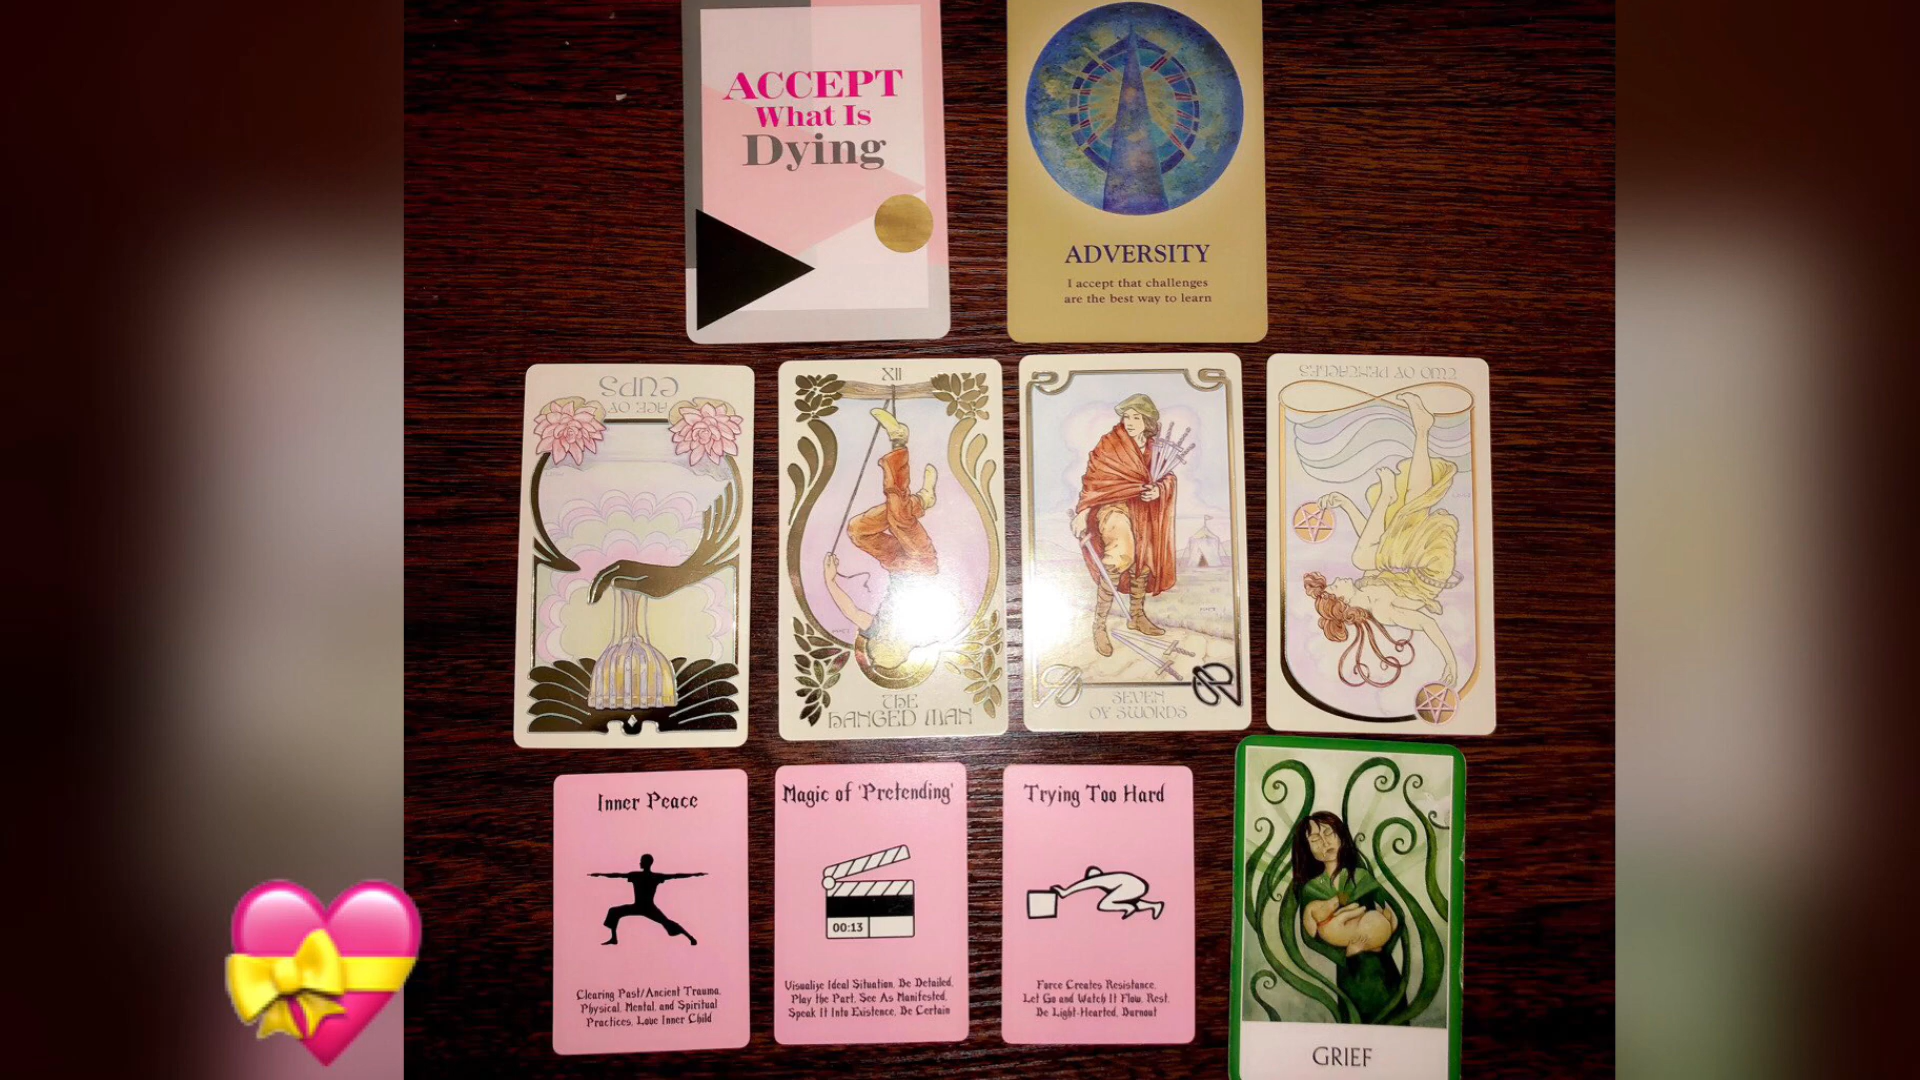 ACCEPT
What Is
Dying
ADVERSITY
I accept that challenges
are the best way to learn
ACE OF
CUPS
XII
THE
HANGED MAN
SEVEN
OF SWORDS
TWO OF PENTACLES
Inner Peace
Clearing Past/Ancient Trauma.
Physical, Mental, and Spiritual
Practices. Love Inner Child
Magic of 'Pretending'
00:13
Visualize Ideal Situation. Be Detailed.
Play the Part. See As Manifested.
Speak It Into Existence. Be Certain
Trying Too Hard
Force Creates Resistance.
Let Go and Watch It Flow. Rest.
Be Light-Hearted. Burnout
GRIEF